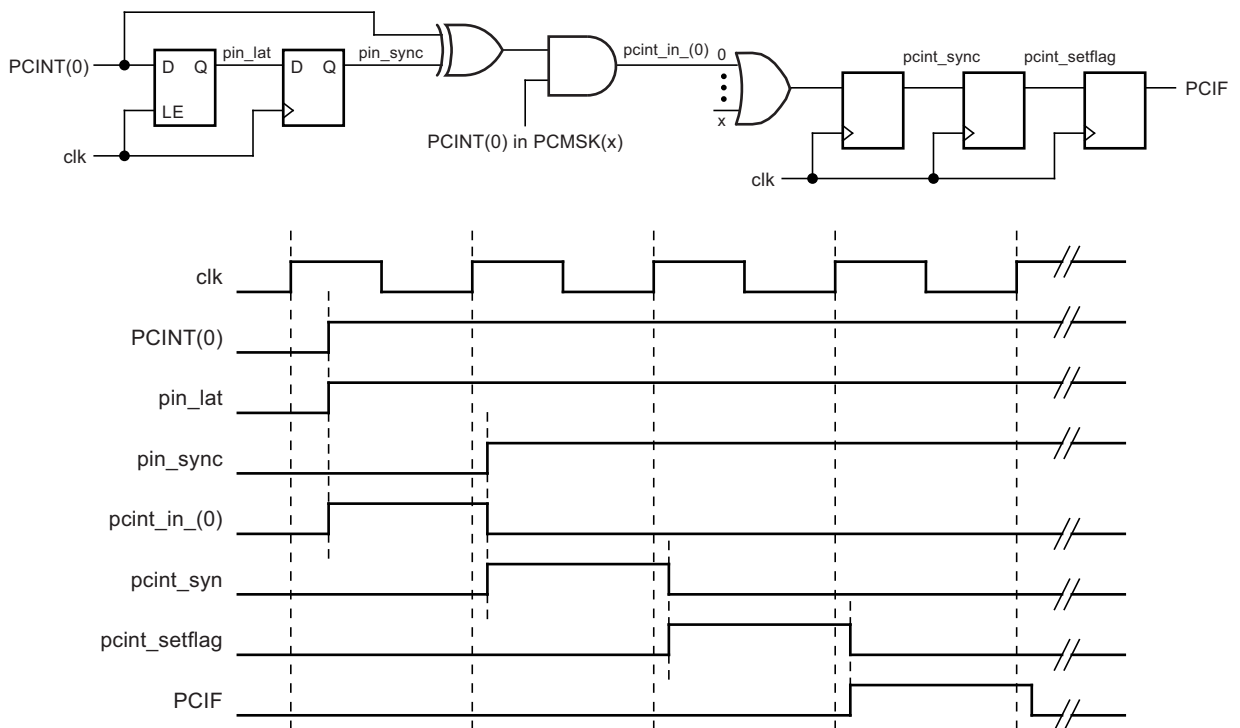 PCINT(0)
D Q
LE
clk
pin_lat
D Q
pin_sync
PCINT(0) in PCMSK(x)
pcint_in_(0)
0
x
clk
pcint_sync
pcint_setflag
PCIF
clk
PCINT(0)
pin_lat
pin_sync
pcint_in_(0)
pcint_syn
pcint_setflag
PCIF